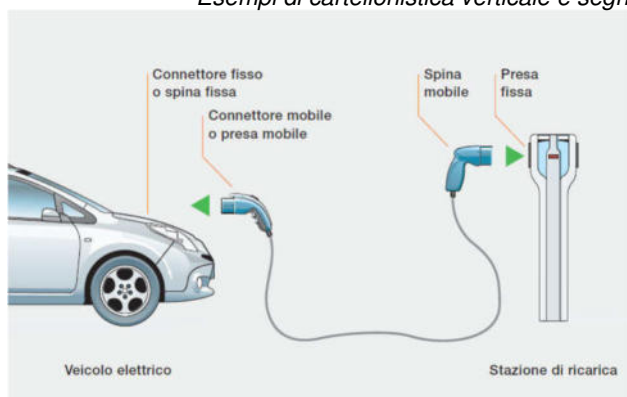 Esempi di cartellonistica verticale e segn
Connettore fisso
o spina fissa
Connettore mobile
o presa mobile
Spina
mobile
Presa
fissa
Veicolo elettrico
Stazione di ricarica